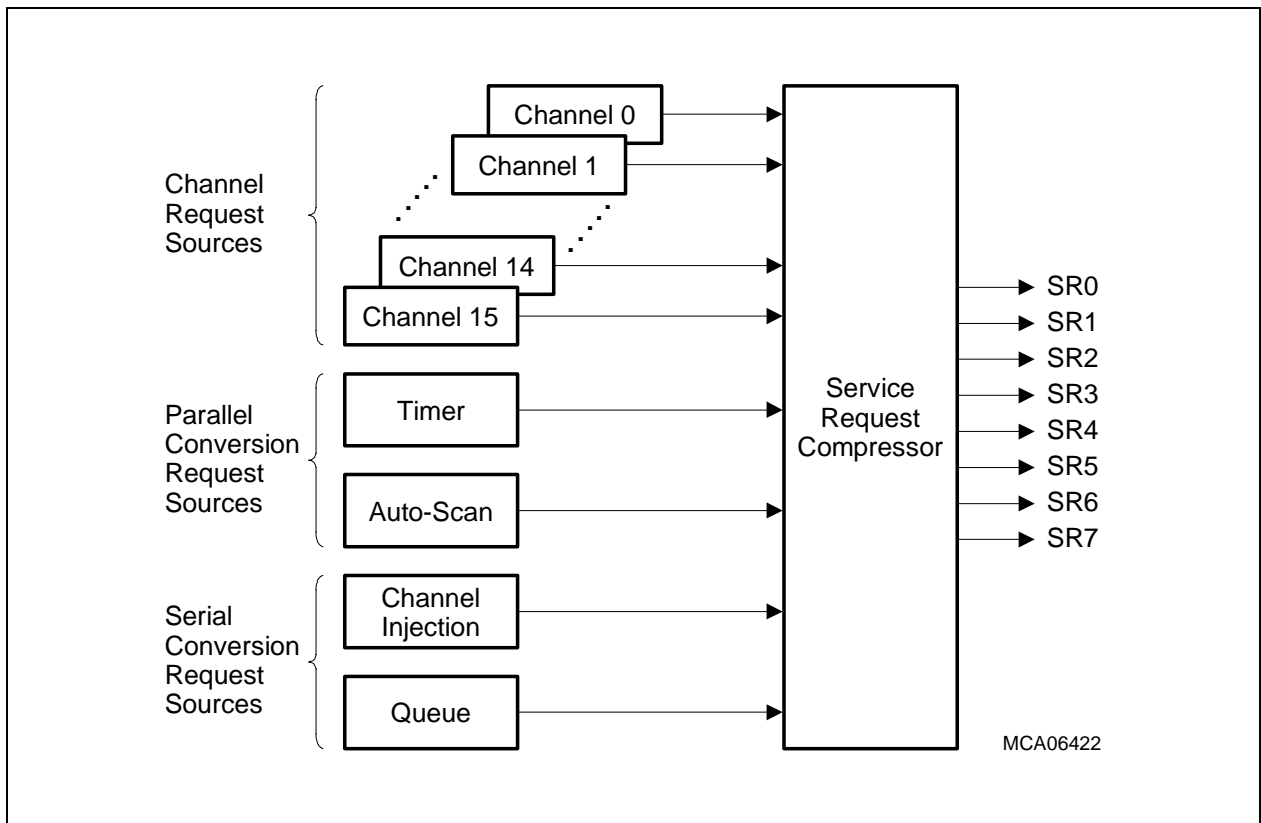 Channel 0
Channel 1
Channel 14
Channel 15
Channel
Request
Sources
Timer
Auto-Scan
Parallel
Conversion
Request
Sources
Channel
Injection
Queue
Serial
Conversion
Request
Sources
Service
Request
Compressor
SR0
SR1
SR2
SR3
SR4
SR5
SR6
SR7
MCA06422